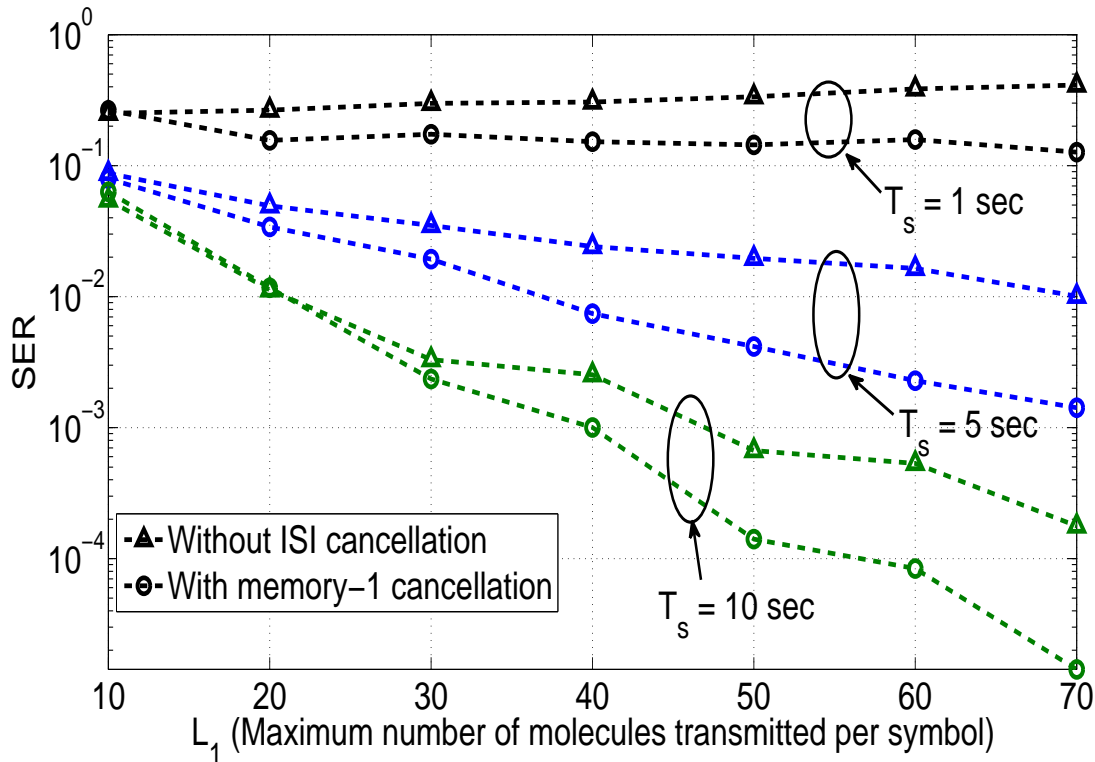 10^0
10^-1
10^-2
10^-3
10^-4
SER
T_s = 1 sec
T_s = 5 sec
T_s = 10 sec
Without ISI cancellation
With memory−1 cancellation
10 20 30 40 50 60 70
L_1 (Maximum number of molecules transmitted per symbol)